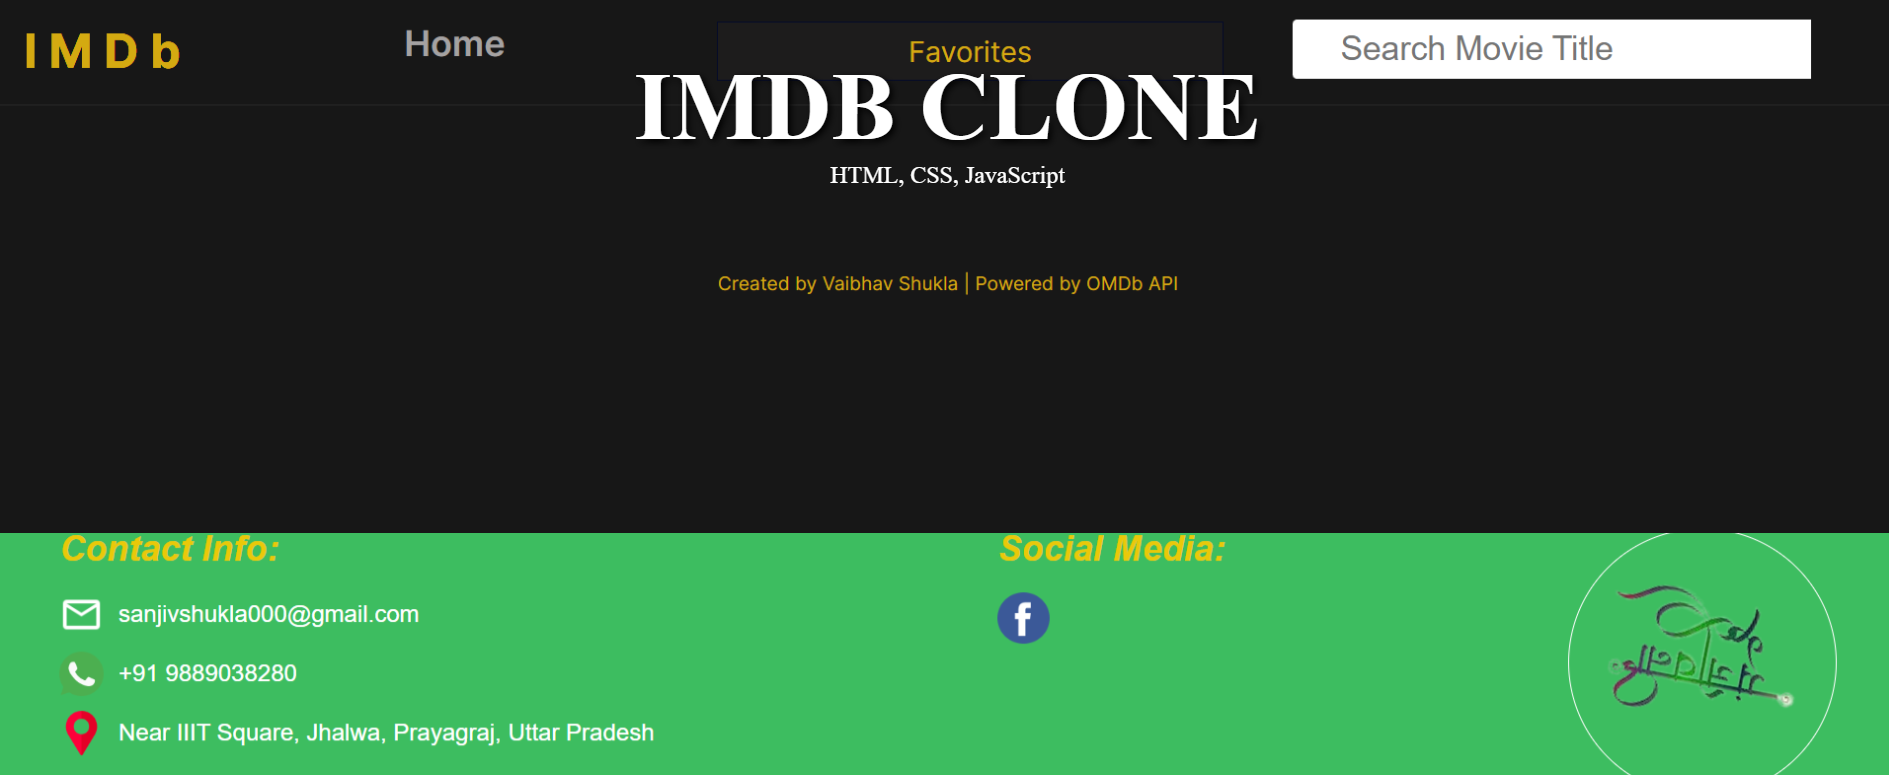 IMDb
Home
Favorites
Search Movie Title
IMDB CLONE
HTML, CSS, JavaScript
Created by Vaibhav Shukla | Powered by OMDb API
Contact Info:
Social Media:
sanjivshukla000@gmail.com
+91 9889038280
Near IIIT Square, Jhalwa, Prayagraj, Uttar Pradesh